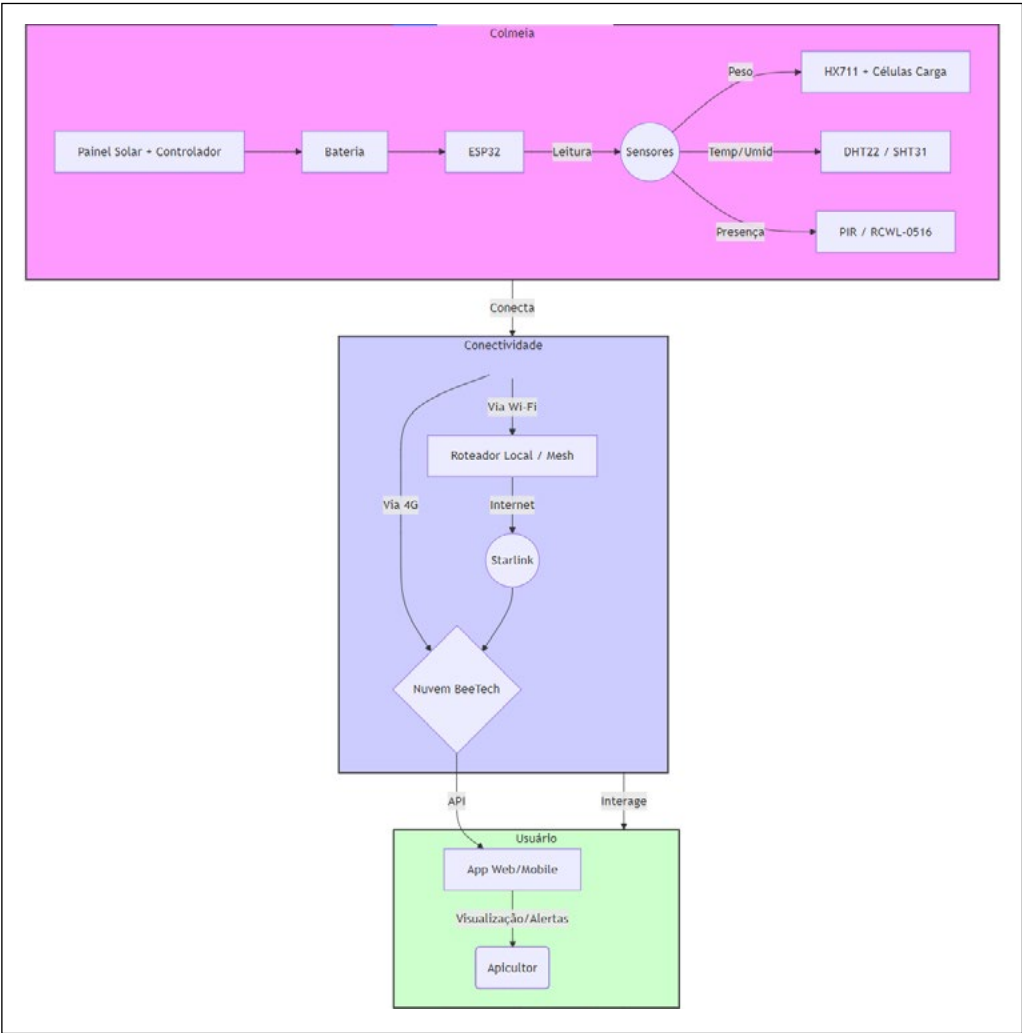 Colmeia
Peso
HX711 + Células Carga
Painel Solar + Controlador
Bateria
ESP32
Leitura
Sensores
Temp/Umid
DHT22 / SHT31
Presença
PIR / RCWL-0516
Conecta
Conectividade
Via Wi-Fi
Roteador Local / Mesh
Via 4G
Internet
Starlink
Nuvem BeeTech
API
Interage
Usuário
App Web/Mobile
Visualização/Alertas
Apicultor